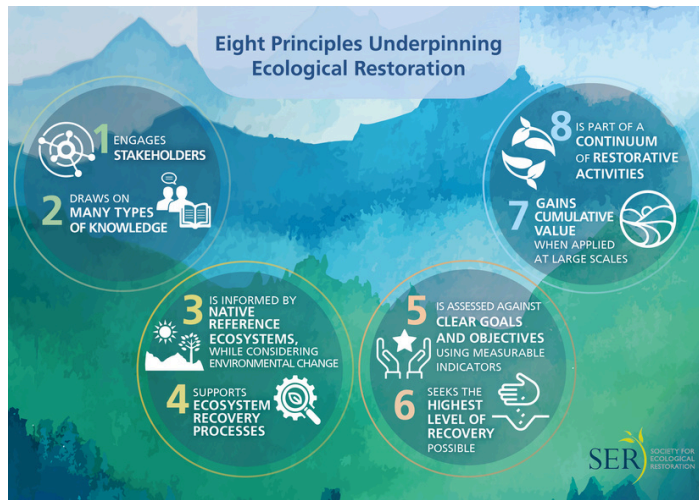 Eight Principles Underpinning
Ecological Restoration
1 ENGAGES
STAKEHOLDERS
2 DRAWS ON
MANY TYPES
OF KNOWLEDGE
3 IS INFORMED BY
NATIVE
REFERENCE
ECOSYSTEMS,
WHILE CONSIDERING
ENVIRONMENTAL CHANGE
4 SUPPORTS
ECOSYSTEM
RECOVERY
PROCESSES
5 IS ASSESSED AGAINST
CLEAR GOALS
AND OBJECTIVES
USING MEASURABLE
INDICATORS
6 SEEKS THE
HIGHEST
LEVEL OF
RECOVERY
POSSIBLE
7 GAINS
CUMULATIVE
VALUE
WHEN APPLIED
AT LARGE SCALES
8 IS PART OF A
CONTINUUM
OF RESTORATIVE
ACTIVITIES
SER
SOCIETY FOR
ECOLOGICAL
RESTORATION